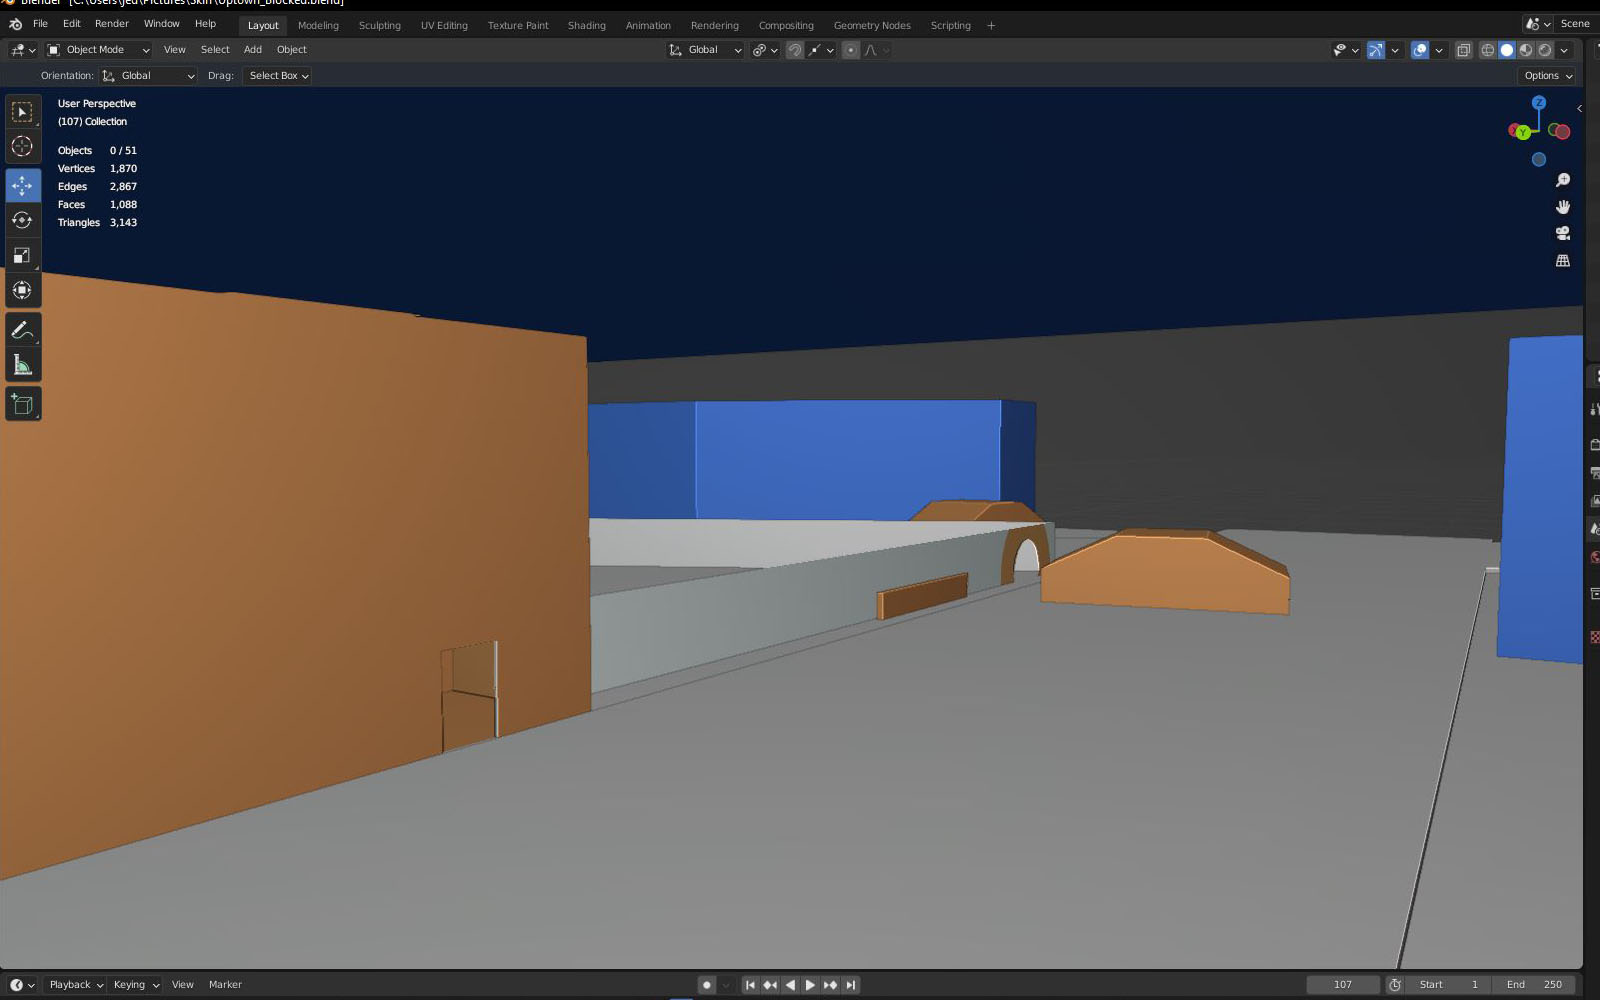 Blender [C:\Users\jed\Pictures\Skin\Uptown_Blocked.blend]
File Edit Render Window Help Layout Modeling Sculpting UV Editing Texture Paint Shading Animation Rendering Compositing Geometry Nodes Scripting + Scene
Object Mode View Select Add Object Global
Orientation: Global Drag: Select Box Options
User Perspective
(107) Collection
Objects 0 / 51
Vertices 1,870
Edges 2,867
Faces 1,088
Triangles 3,143
Z
Y
Playback Keying View Marker 107 Start 1 End 250